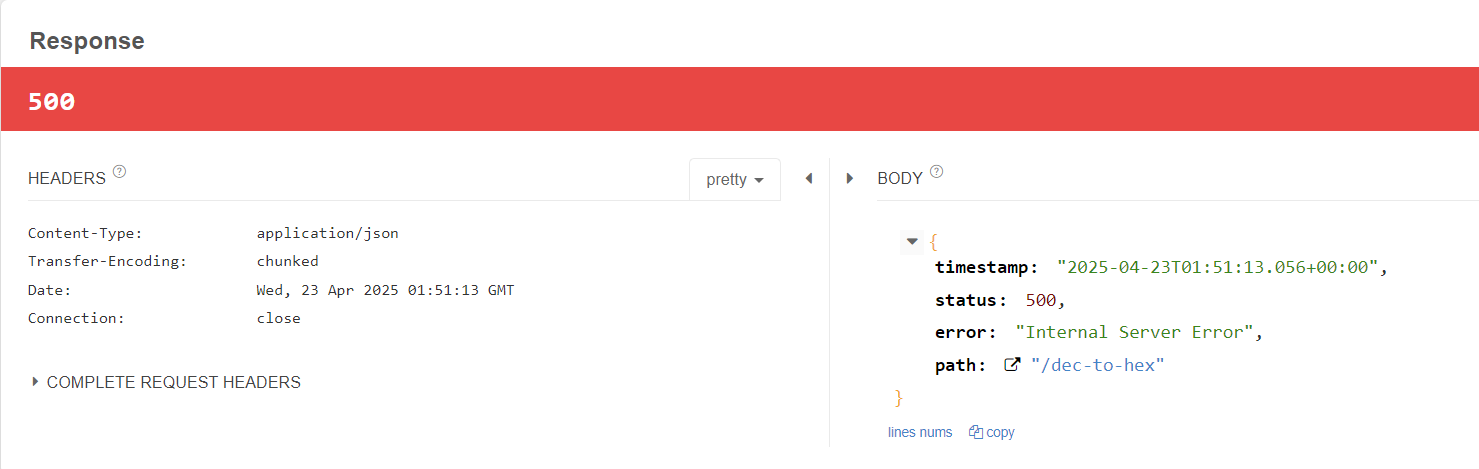 Response
500
HEADERS ?
pretty
Content-Type: application/json
Transfer-Encoding: chunked
Date: Wed, 23 Apr 2025 01:51:13 GMT
Connection: close
COMPLETE REQUEST HEADERS
BODY ?
{
timestamp: "2025-04-23T01:51:13.056+00:00",
status: 500,
error: "Internal Server Error",
path: "/dec-to-hex"
}
lines nums copy